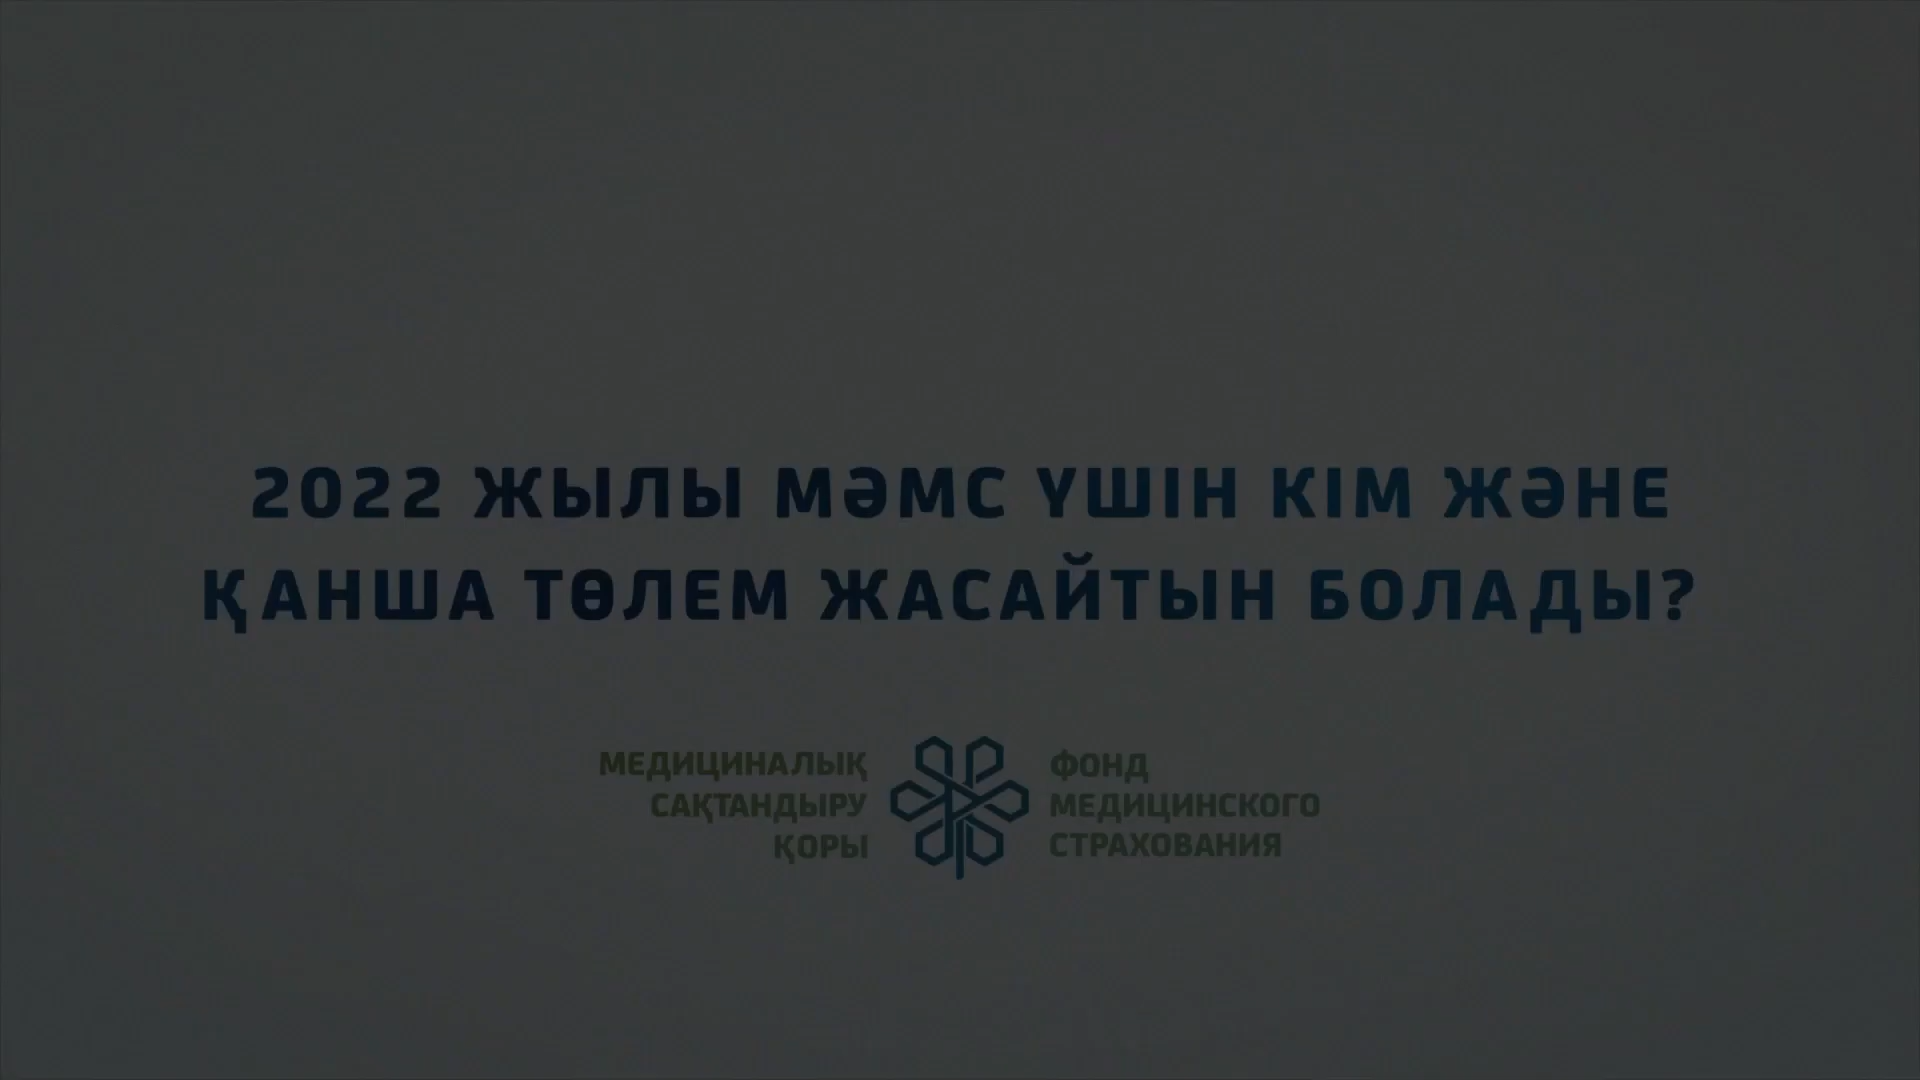 2022 ЖЫЛЫ МӘМС ҮШІН КІМ ЖӘНЕ
ҚАНША ТӨЛЕМ ЖАСАЙТЫН БОЛАДЫ?
МЕДИЦИНАЛЫҚ
САҚТАНДЫРУ
ҚОРЫ
ФОНД
МЕДИЦИНСКОГО
СТРАХОВАНИЯ